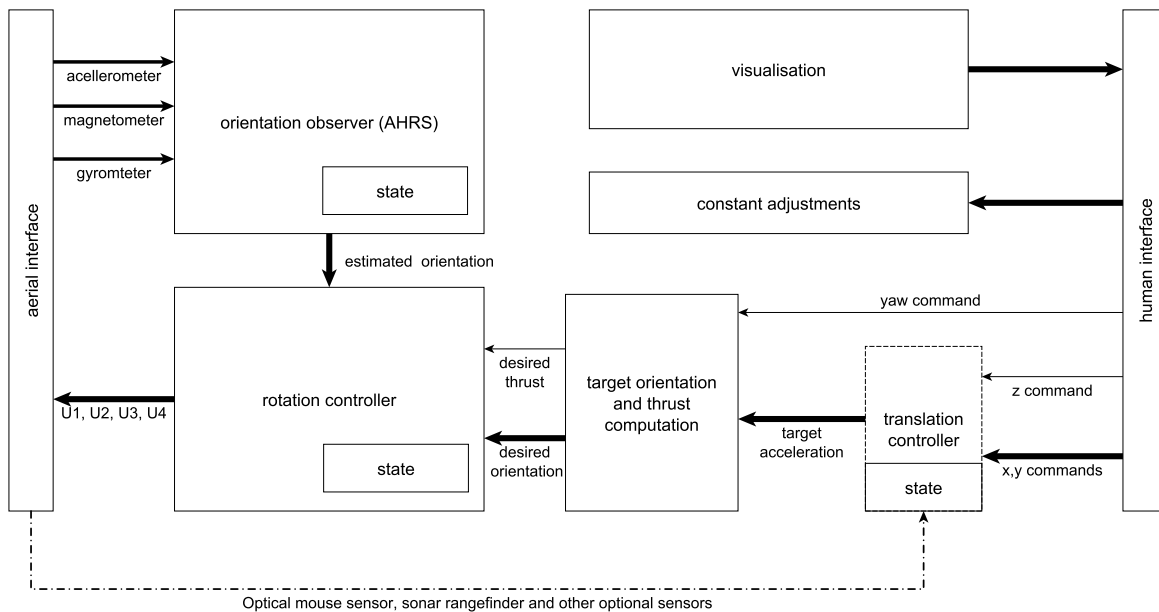 aerial interface
acellerometer
magnetometer
gyromteter
orientation observer (AHRS)
state
estimated orientation
visualisation
constant adjustments
human interface
yaw command
z command
x,y commands
translation
controller
state
target
acceleration
target orientation
and thrust
computation
desired
thrust
desired
orientation
rotation controller
state
U1, U2, U3, U4
Optical mouse sensor, sonar rangefinder and other optional sensors